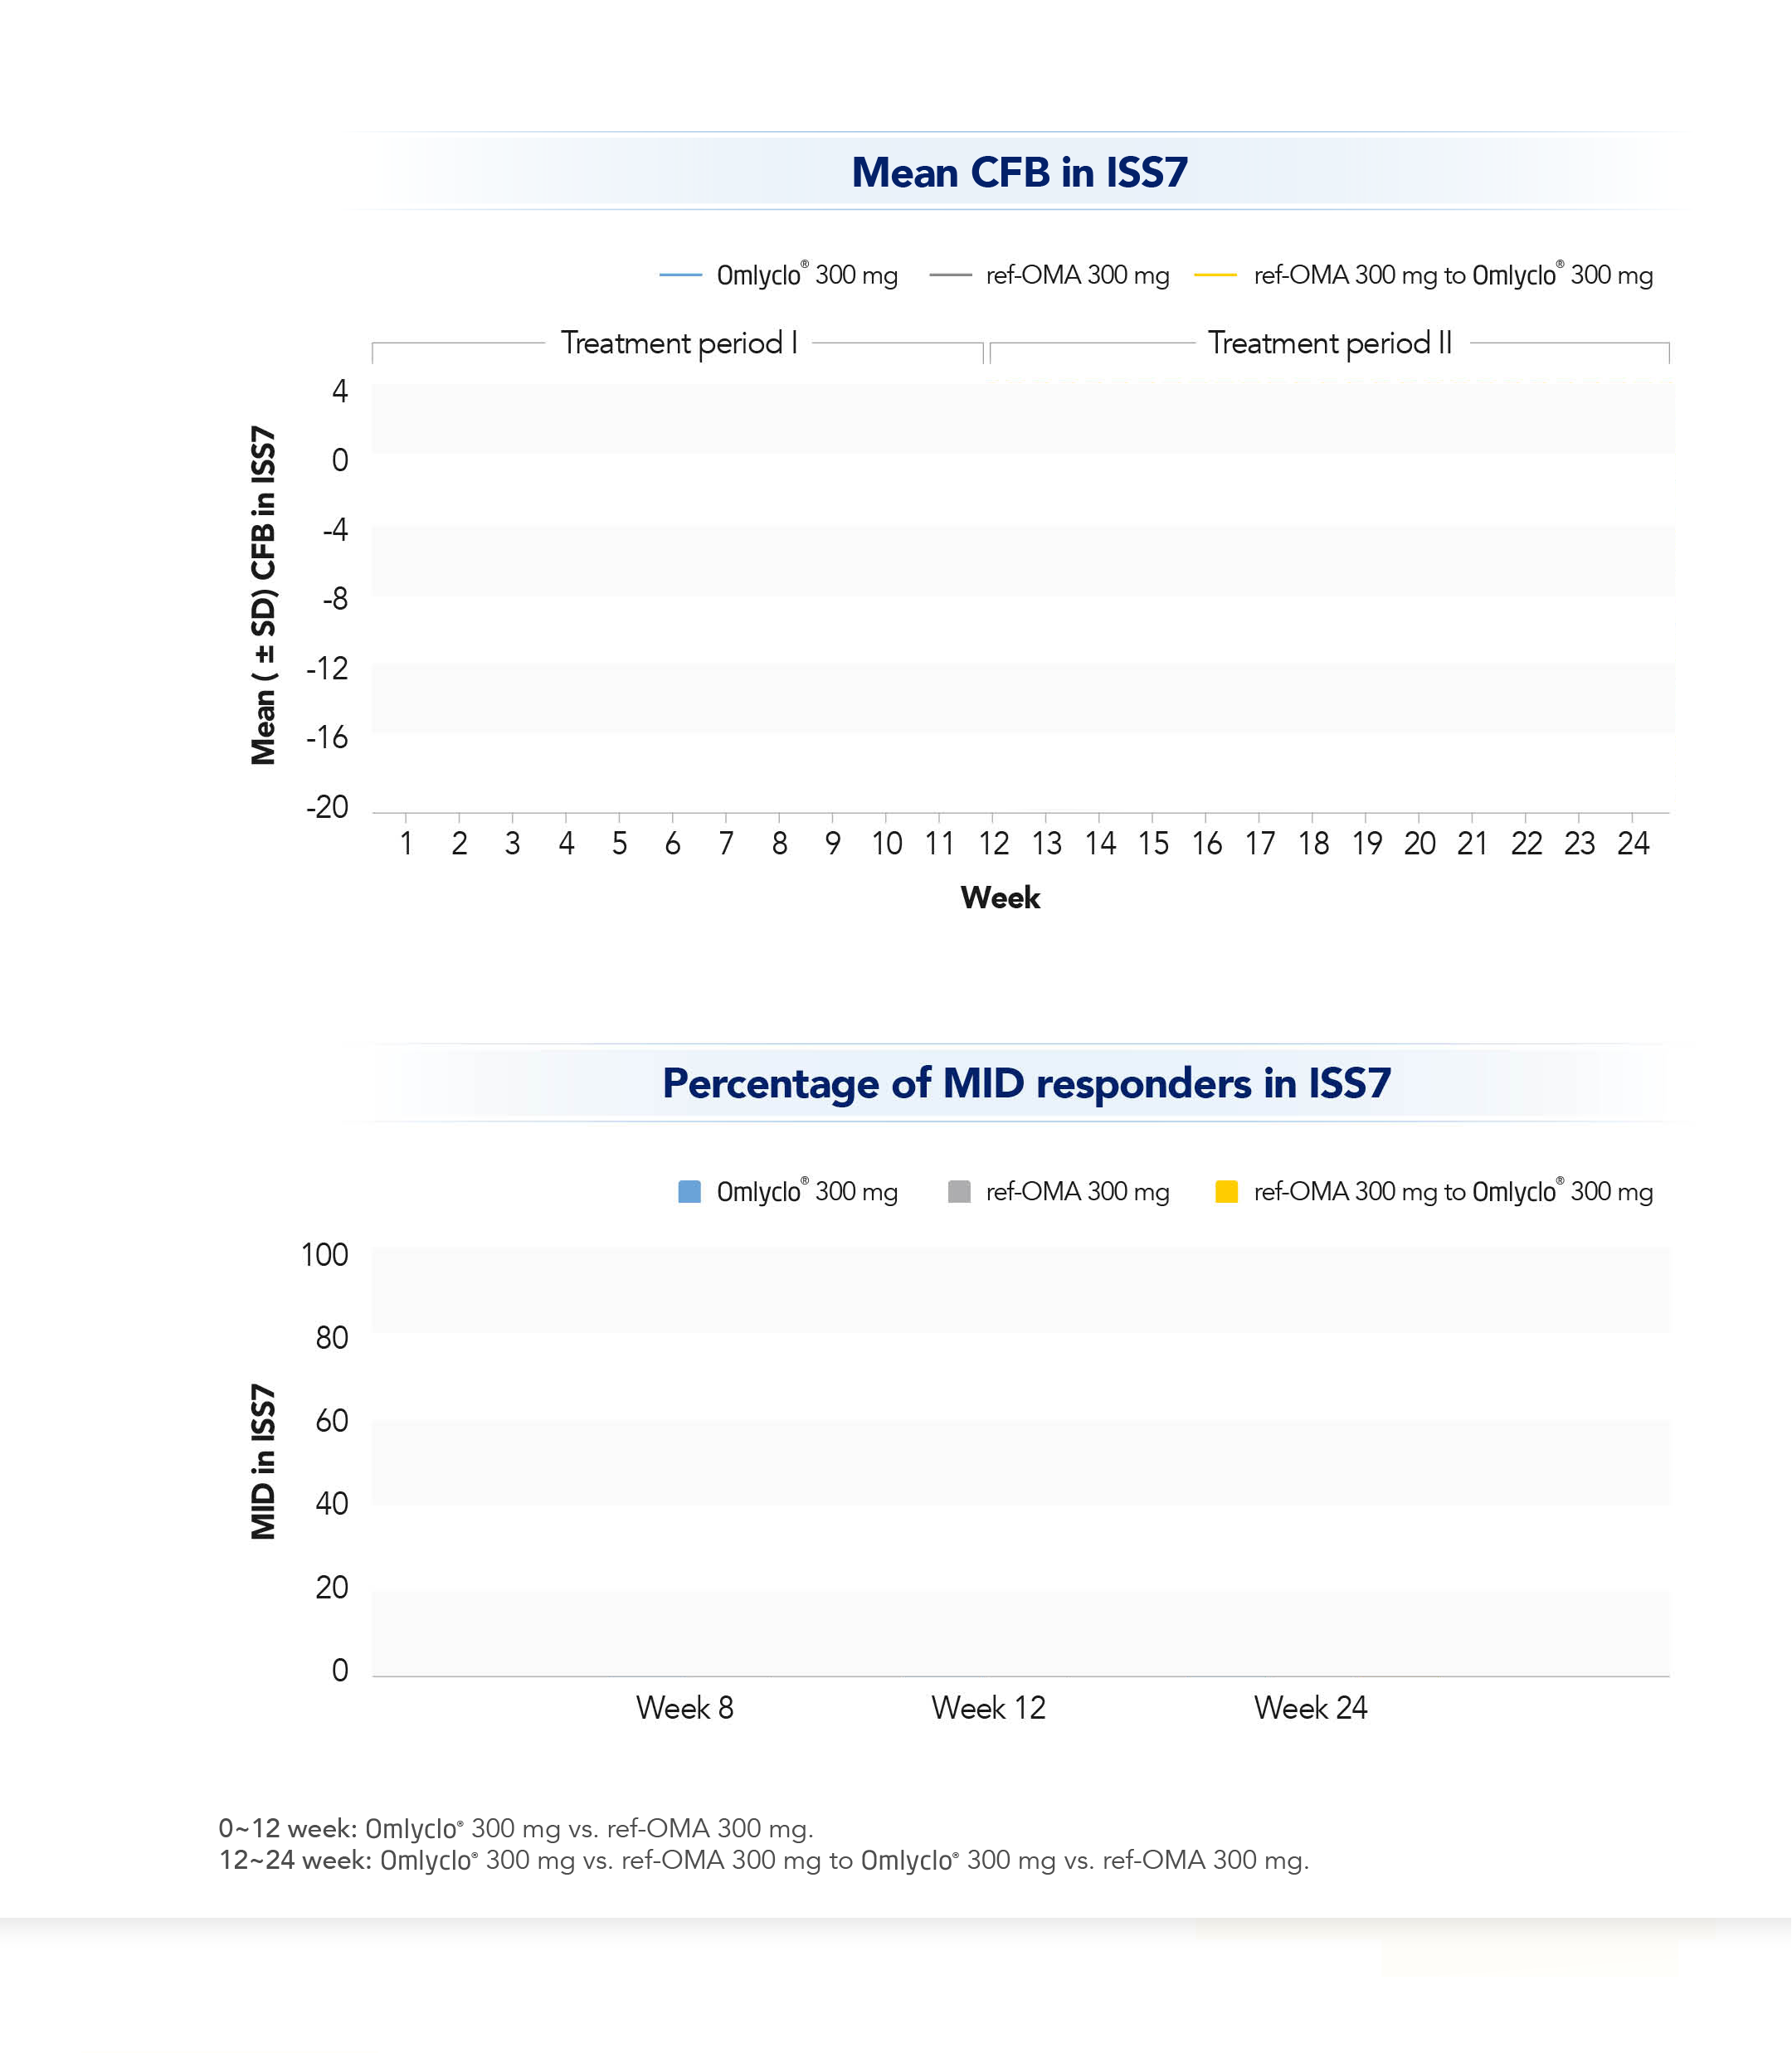 Mean CFB in ISS7
Omlyclo® 300 mg ref-OMA 300 mg ref-OMA 300 mg to Omlyclo® 300 mg
Treatment period I Treatment period II
Mean ( ± SD) CFB in ISS7
4
0
-4
-8
-12
-16
-20
1 2 3 4 5 6 7 8 9 10 11 12 13 14 15 16 17 18 19 20 21 22 23 24
Week
Percentage of MID responders in ISS7
Omlyclo® 300 mg ref-OMA 300 mg ref-OMA 300 mg to Omlyclo® 300 mg
MID in ISS7
100
80
60
40
20
0
Week 8 Week 12 Week 24
0~12 week: Omlyclo® 300 mg vs. ref-OMA 300 mg.
12~24 week: Omlyclo® 300 mg vs. ref-OMA 300 mg to Omlyclo® 300 mg vs. ref-OMA 300 mg.